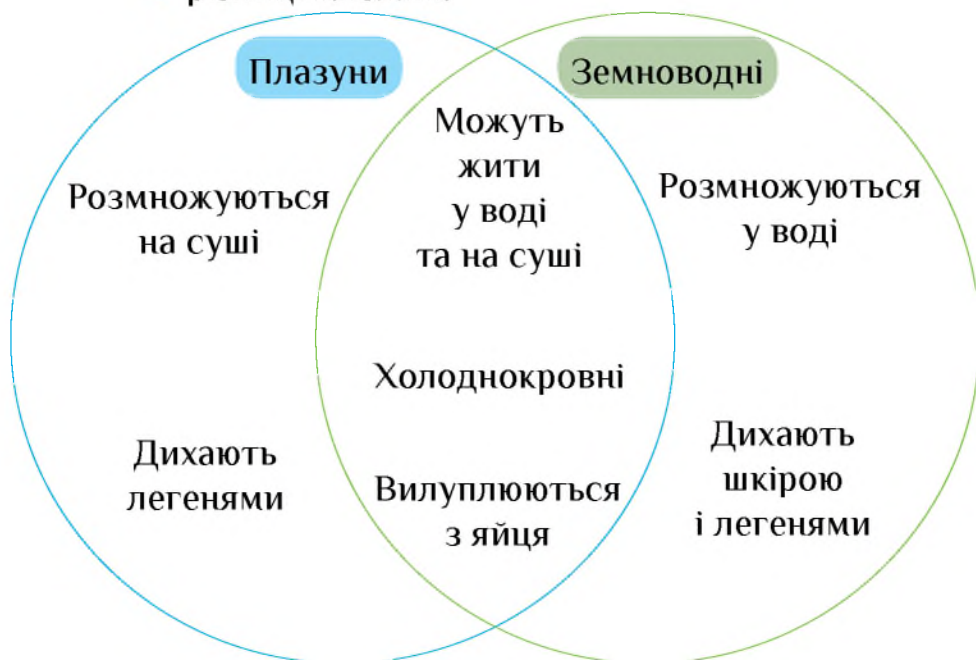 Плазуни
Земноводні
Розмножуються
на суші
Дихають
легенями
Можуть
жити
у воді
та на суші
Холоднокровні
Вилуплюються
з яйця
Розмножуються
у воді
Дихають
шкірою
і легенями